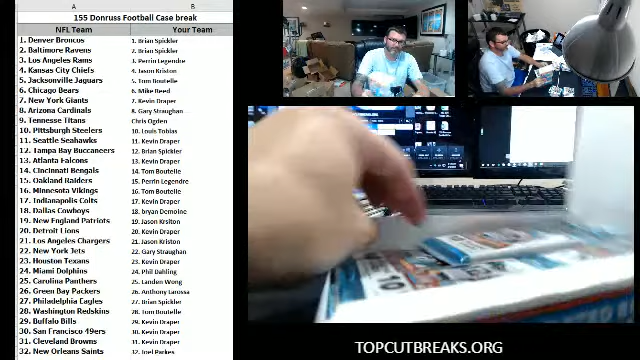 A B
155 Donruss Football Case break
NFL Team Your Team
1. Denver Broncos 1. Brian Spickler
2. Baltimore Ravens 2. Brian Spickler
3. Los Angeles Rams 3. Perrin Legendre
4. Kansas City Chiefs 4. Jason Kriston
5. Jacksonville Jaguars 5. Tom Boutelle
6. Chicago Bears 6. Mike Reed
7. New York Giants 7. Kevin Draper
8. Arizona Cardinals 8. Gary Straughan
9. Tennesse Titans Chris Ogden
10. Pittsburgh Steelers 10. Louis Tobias
11. Seattle Seahawks 11. Kevin Draper
12. Tampa Bay Buccaneers 12. Brian Spickler
13. Atlanta Falcons 13. Kevin Draper
14. Cincinnati Bengals 14. Tom Boutelle
15. Oakland Raiders 15. Perrin Legendre
16. Minnesota Vikings 16. Tom Boutelle
17. Indianapolis Colts 17. Kevin Draper
18. Dallas Cowboys 18. bryan Demoine
19. New England Patriots 19. Jason Krsiton
20. Detroit Lions 20. Kevin Draper
21. Los Angeles Chargers 21. Jason Kriston
22. New York Jets 22. Gary Straughan
23. Houston Texans 23. Kevin Draper
24. Miami Dolphins 24. Phil Dahling
25. Carolina Panthers 25. Landen Wong
26. Green Bay Packers 26. Anthony Larossa
27. Philadelphia Eagles 27. Brian Spickler
28. Washington Redskins 28. Tom Boutelle
29. Buffalo Bills 29. Kevin Draper
30. San Francisco 49ers 30. Kevin Draper
31. Cleveland Browns 31. Kevin Draper
32. New Orleans Saints 32. Joel Parkes
TOPCUTBREAKS.ORG